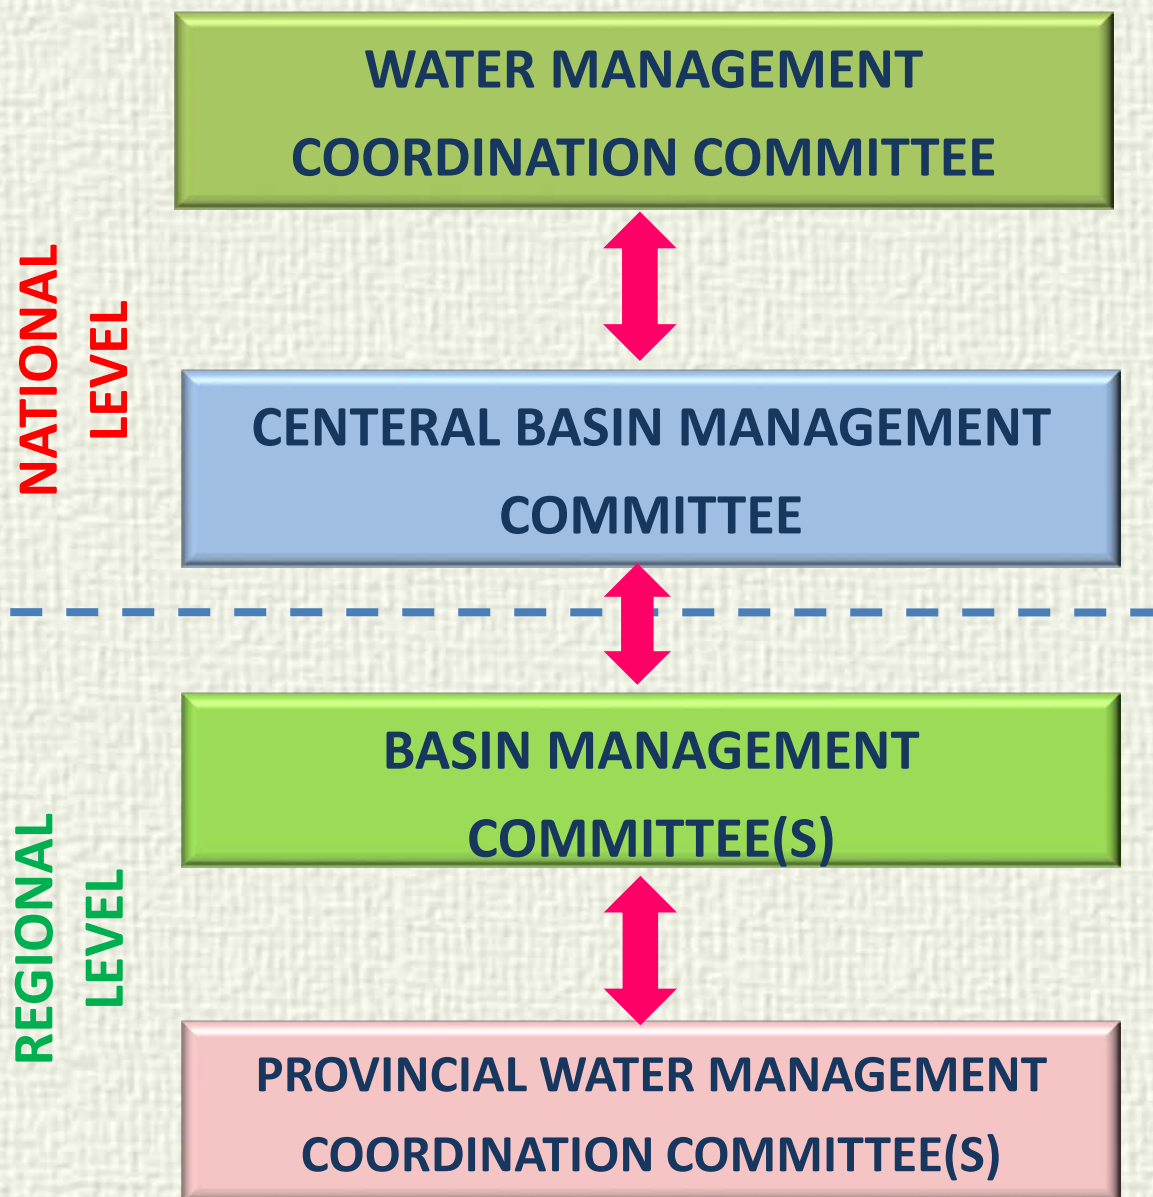 WATER MANAGEMENT
COORDINATION COMMITTEE
NATIONAL
LEVEL
CENTERAL BASIN MANAGEMENT
COMMITTEE
BASIN MANAGEMENT
COMMITTEE(S)
REGIONAL
LEVEL
PROVINCIAL WATER MANAGEMENT
COORDINATION COMMITTEE(S)